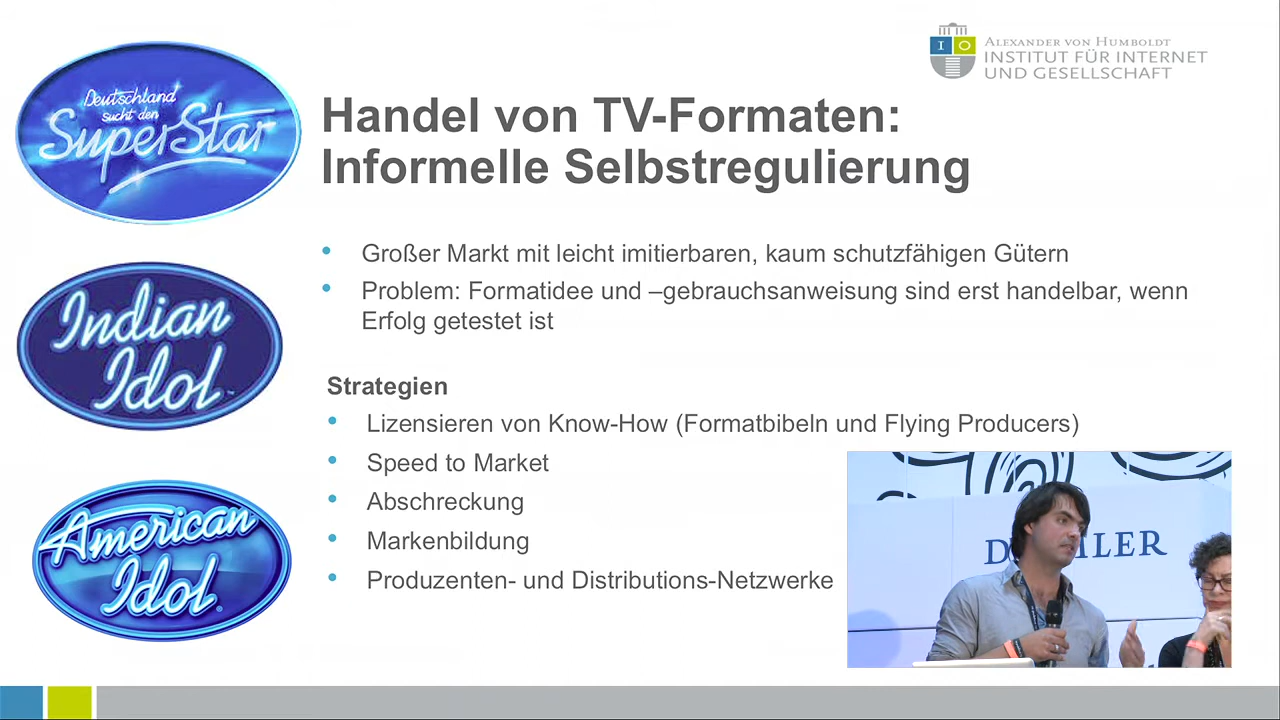 ALEXANDER VON HUMBOLDT
INSTITUT FÜR INTERNET
UND GESELLSCHAFT
I O
Deutschland
sucht den
SuperStar
Handel von TV-Formaten:
Informelle Selbstregulierung
• Großer Markt mit leicht imitierbaren, kaum schutzfähigen Gütern
• Problem: Formatidee und –gebrauchsanweisung sind erst handelbar, wenn
Erfolg getestet ist
Indian
Idol
Strategien
• Lizensieren von Know-How (Formatbibeln und Flying Producers)
• Speed to Market
• Abschreckung
• Markenbildung
• Produzenten- und Distributions-Netzwerke
American
Idol